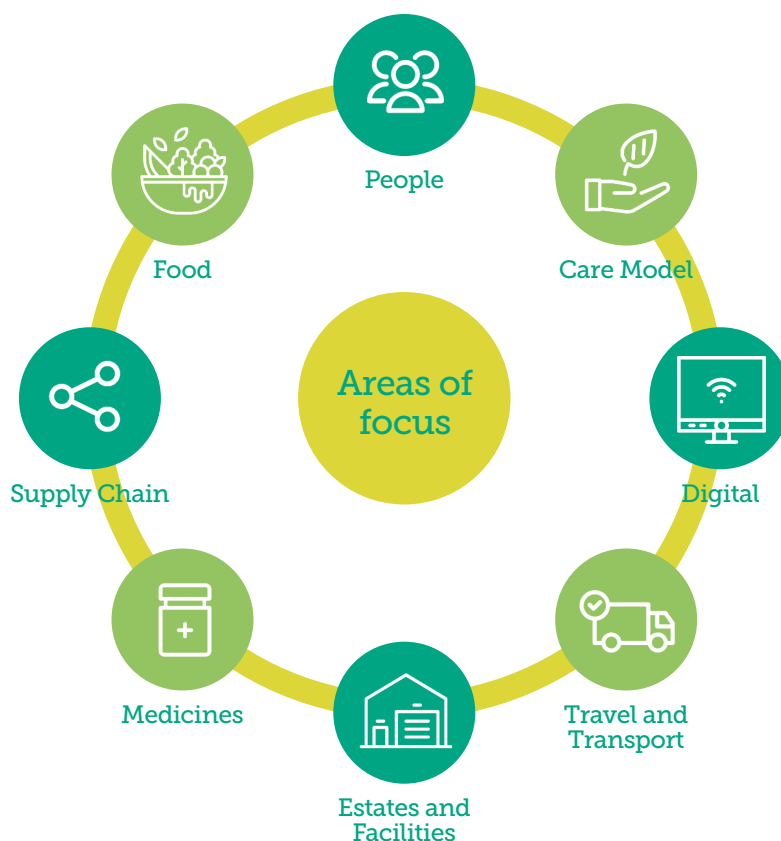 People
Food
Care Model
Areas of
focus
Supply Chain
Digital
Medicines
Travel and
Transport
Estates and
Facilities